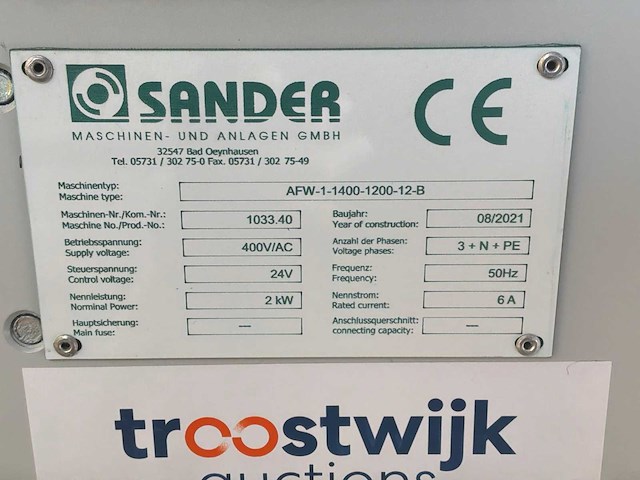 SANDER
MASCHINEN- UND ANLAGEN GMBH
32547 Bad Oeynhausen
Tel. 05731 / 302 75-0 Fax. 05731 / 302 75-49
CE
Maschinentyp:
Machine type:
AFW-1-1400-1200-12-B
Maschinen-Nr./Kom.-Nr.:
Machine No./Prod.-No.:
1033.40
Baujahr:
Year of construction:
08/2021
Betriebsspannung:
Supply voltage:
400V/AC
Anzahl der Phasen:
Voltage phases:
3 + N + PE
Steuerspannung:
Control voltage:
24V
Frequenz:
Frequency:
50Hz
Nennleistung:
Norminal Power:
2 kW
Nennstrom:
Rated current:
6 A
Hauptsicherung:
Main fuse:
---
Anschlussquerschnitt:
connecting capacity:
---
troostwijk
auctions